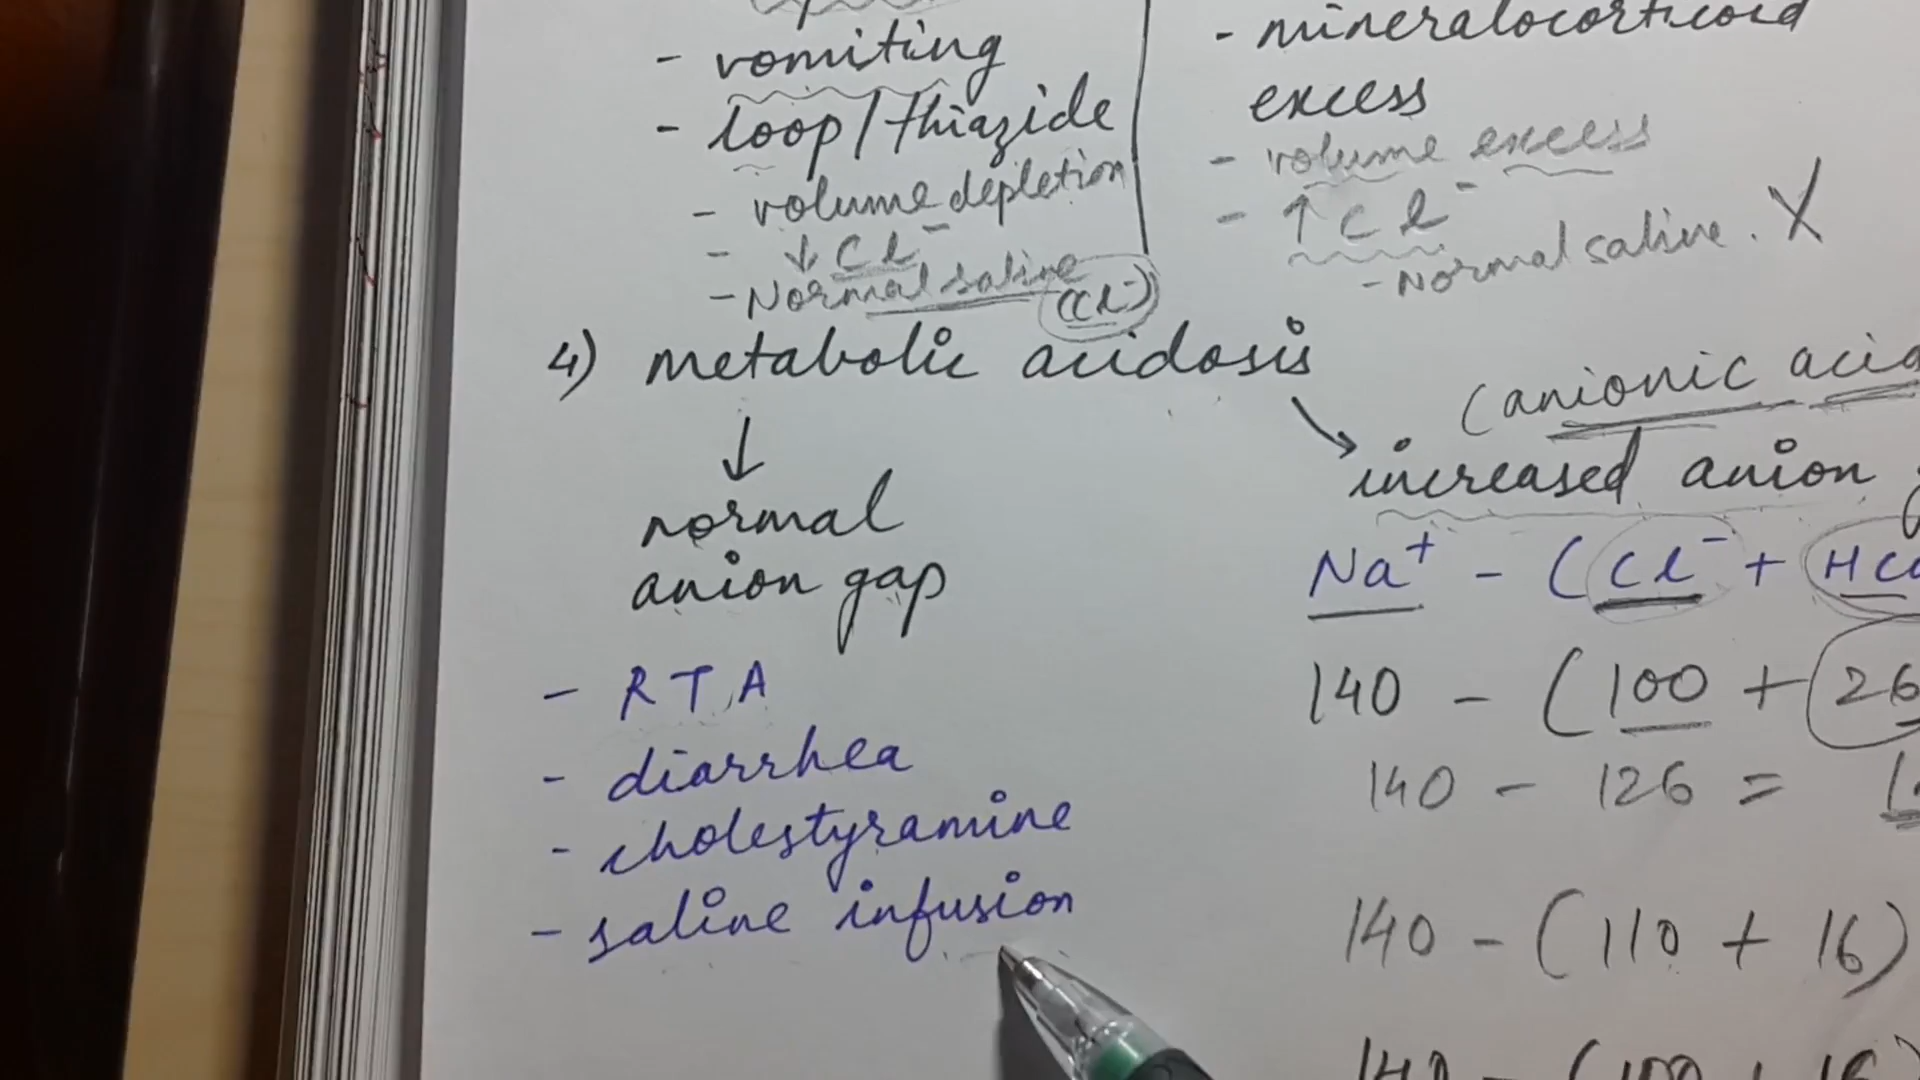 - vomiting
- loop/thiazide
- volume depletion
- ↓ Cl⁻
- Normal saline
(Cl⁻)
- mineralocorticoid
excess
- volume excess
- ↑ Cl⁻
- Normal saline. X
4) metabolic acidosis
↓
normal
anion gap
- RTA
- diarrhea
- cholestyramine
- saline infusion
(anionic
increased anion
Na⁺ - (Cl⁻ +
140 - (100 + 26
140 - 126 =
140 - (110 + 16)